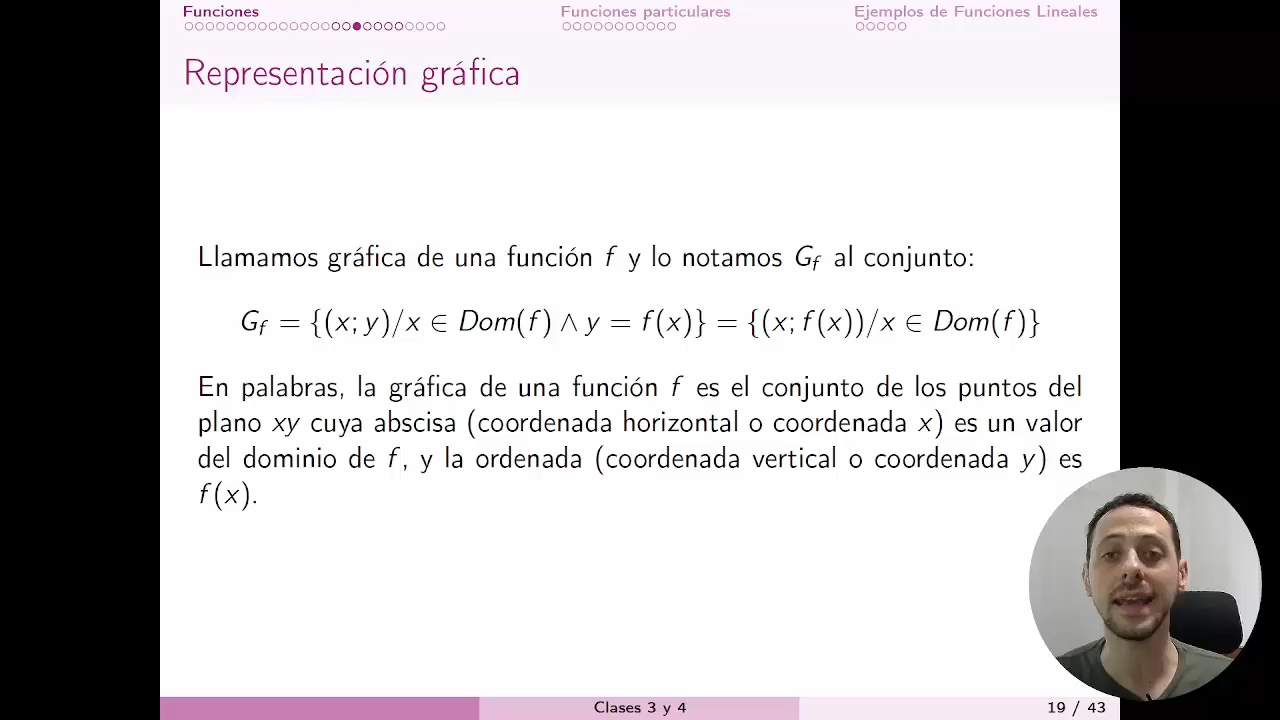 Funciones Funciones particulares Ejemplos de Funciones Lineales
Representación gráfica
Llamamos gráfica de una función f y lo notamos G_f al conjunto:
G_f = {(x; y)/x ∈ Dom(f) ∧ y = f(x)} = {(x; f(x))/x ∈ Dom(f)}
En palabras, la gráfica de una función f es el conjunto de los puntos del
plano xy cuya abscisa (coordenada horizontal o coordenada x) es un valor
del dominio de f, y la ordenada (coordenada vertical o coordenada y) es
f(x).
Clases 3 y 4 19 / 43